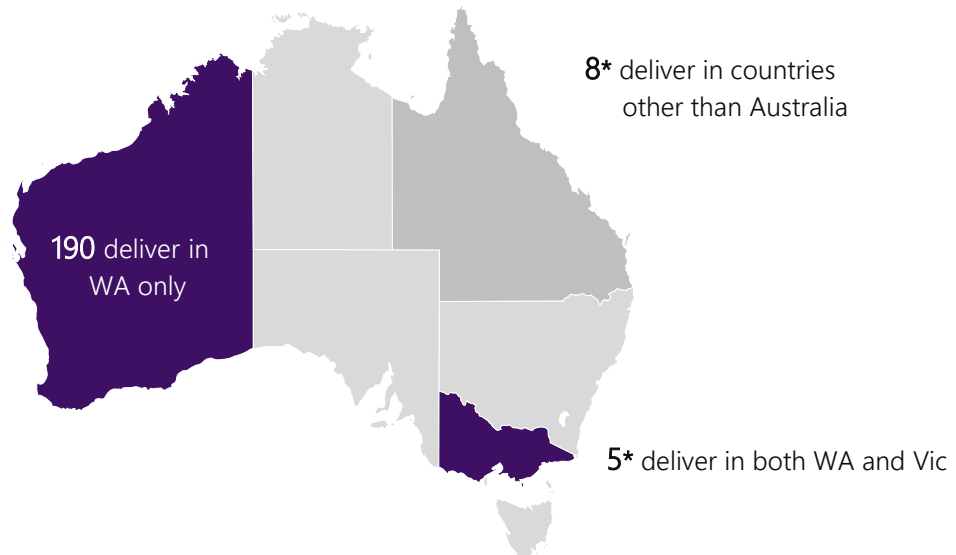 8* deliver in countries
other than Australia
190 deliver in
WA only
5* deliver in both WA and Vic